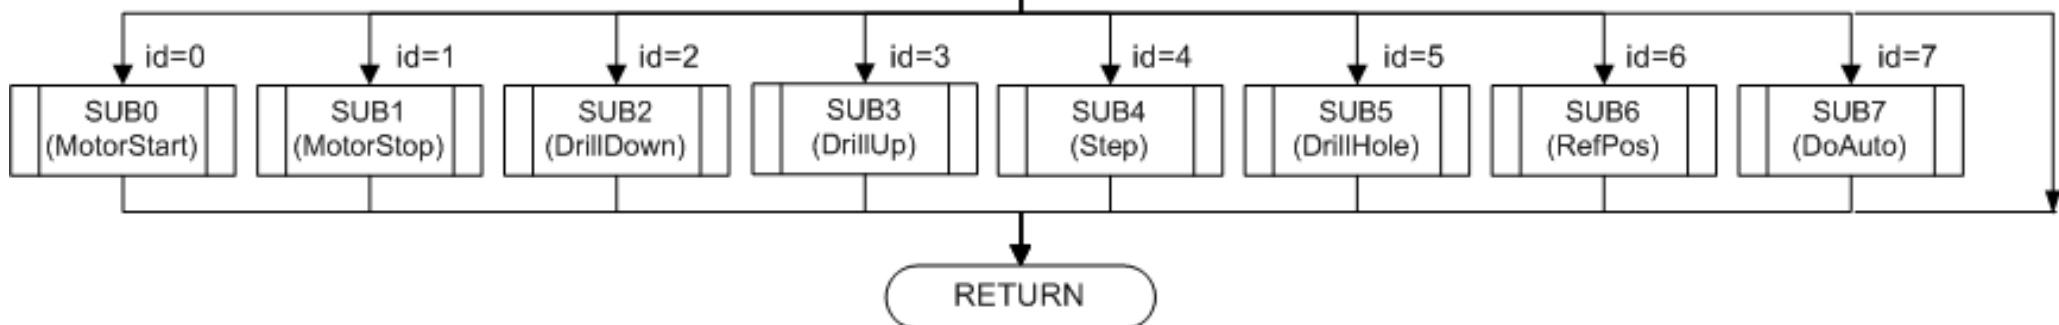 id=0
id=1
id=2
id=3
id=4
id=5
id=6
id=7
SUB0
(MotorStart)
SUB1
(MotorStop)
SUB2
(DrillDown)
SUB3
(DrillUp)
SUB4
(Step)
SUB5
(DrillHole)
SUB6
(RefPos)
SUB7
(DoAuto)
RETURN